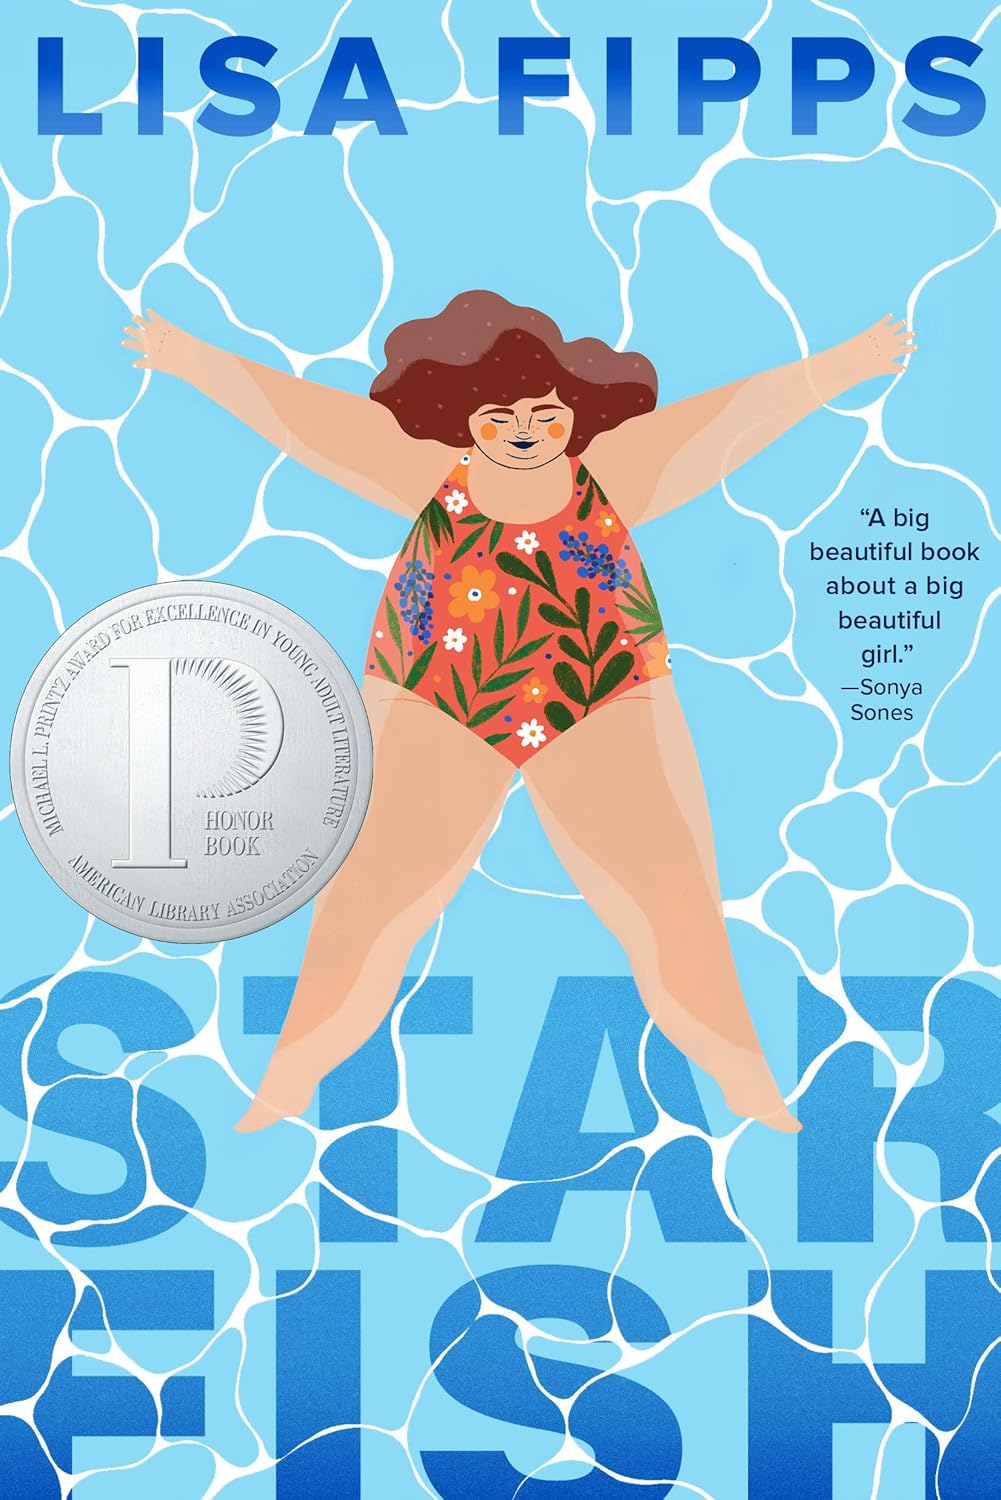 LISA FIPPS
“A big
beautiful book
about a big
beautiful
girl.”
—Sonya
Sones
MICHAEL L. PRINTZ AWARD FOR EXCELLENCE IN YOUNG ADULT LITERATURE
P
HONOR
BOOK
AMERICAN LIBRARY ASSOCIATION
STAR
FISH